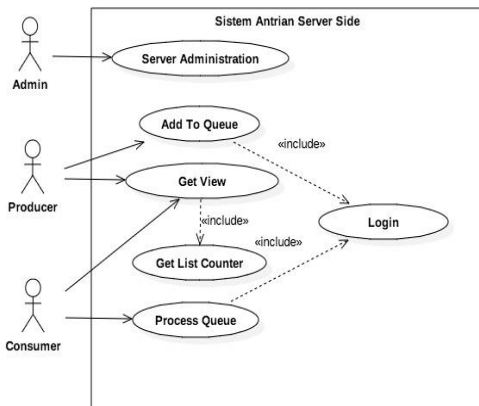 Sistem Antrian Server Side
Server Administration
Admin
Add To Queue
«include»
Get View
Producer
«include»
Login
«include»
Get List Counter
Process Queue
Consumer